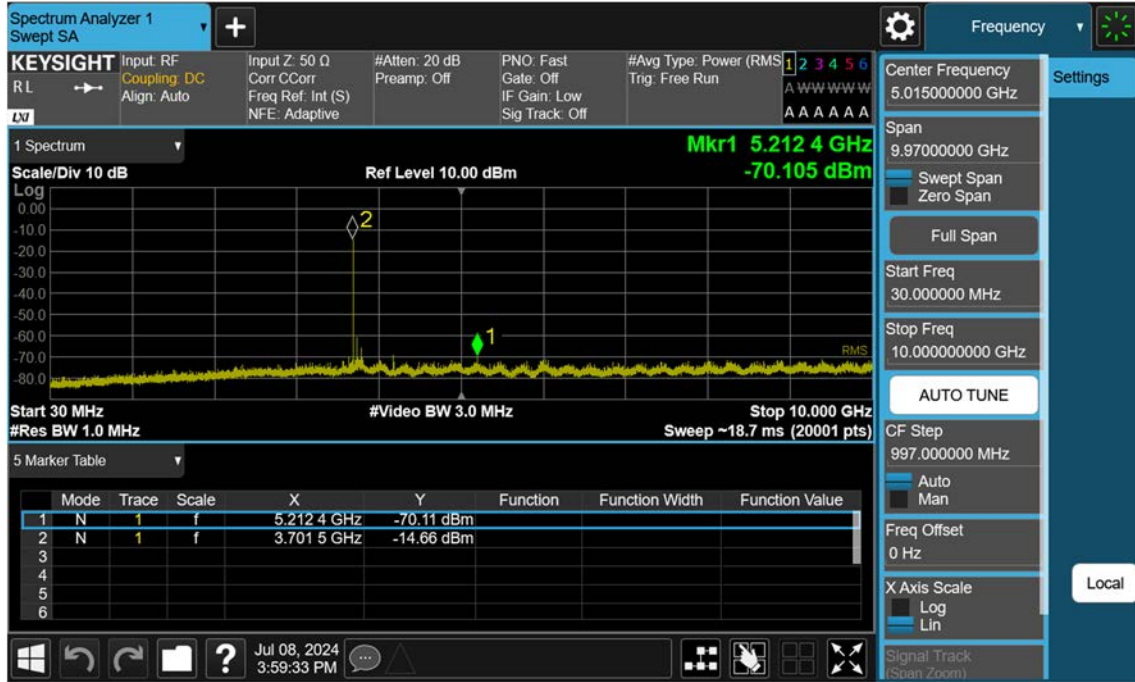 Spectrum Analyzer 1
Swept SA
Frequency
KEYSIGHT
R L
LXI
Input: RF
Coupling: DC
Align: Auto
Input Z: 50 Ω
Corr CCorr
Freq Ref: Int (S)
NFE: Adaptive
#Atten: 20 dB
Preamp: Off
PNO: Fast
Gate: Off
IF Gain: Low
Sig Track: Off
#Avg Type: Power (RMS
Trig: Free Run
1 2 3 4 5 6
A W W W W W
A A A A A A
1 Spectrum
Scale/Div 10 dB
Ref Level 10.00 dBm
Mkr1 5.212 4 GHz
-70.105 dBm
Log
0.00
-10.0
-20.0
-30.0
-40.0
-50.0
-60.0
-70.0
-80.0
2
1
RMS
Start 30 MHz
#Video BW 3.0 MHz
Stop 10.000 GHz
#Res BW 1.0 MHz
Sweep ~18.7 ms (20001 pts)
5 Marker Table
Mode Trace Scale X Y Function Function Width Function Value
1 N 1 f 5.212 4 GHz -70.11 dBm
2 N 1 f 3.701 5 GHz -14.66 dBm
3
4
5
6
Jul 08, 2024
3:59:33 PM
Center Frequency
5.015000000 GHz
Settings
Span
9.97000000 GHz
Swept Span
Zero Span
Full Span
Start Freq
30.000000 MHz
Stop Freq
10.000000000 GHz
AUTO TUNE
CF Step
997.000000 MHz
Auto
Man
Freq Offset
0 Hz
X Axis Scale
Log
Lin
Local
Signal Track
(Span Zoom)